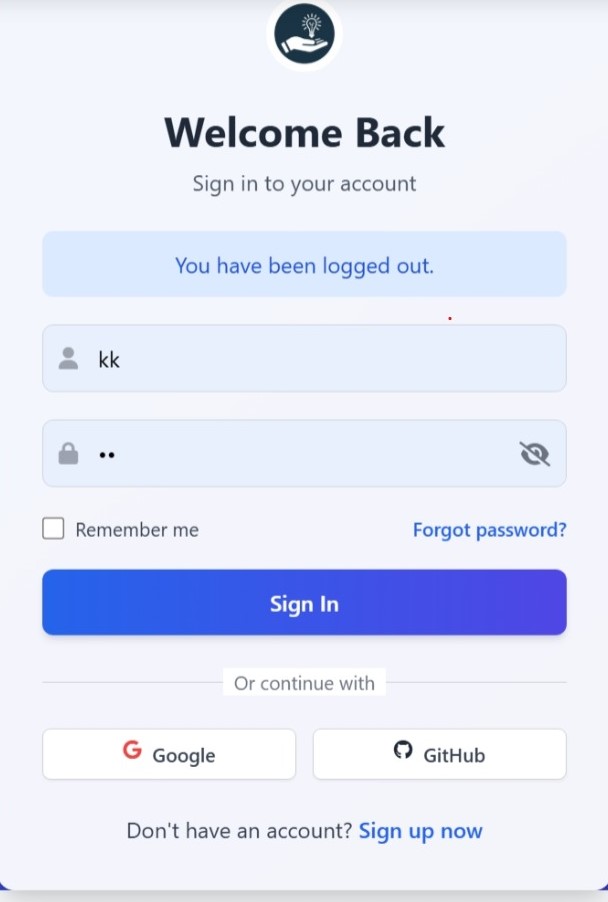 Welcome Back
Sign in to your account
You have been logged out.
kk
••
Remember me
Forgot password?
Sign In
Or continue with
Google
GitHub
Don't have an account? Sign up now